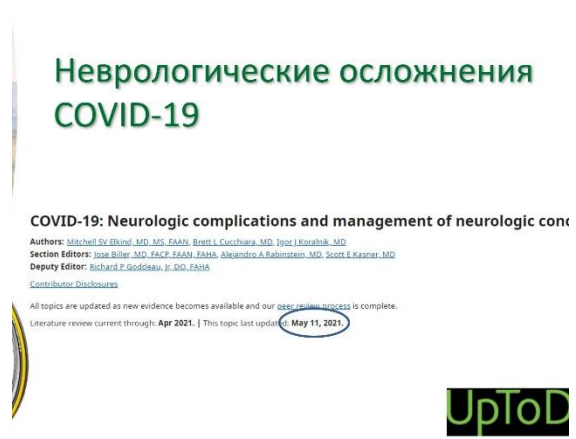 Неврологические осложнения
COVID-19
COVID-19: Neurologic complications and management of neurologic cond
Authors: Mitchell SV Elkind, MD, MS, FAAN, Brett L Cucchiara, MD, Igor J Koralnik, MD
Section Editors: Jose Biller, MD, FACP, FAAN, FAHA, Alejandro A Rabinstein, MD, Scott E Kasner, MD
Deputy Editor: Richard P Goddeau, Jr, DO, FAHA
Contributor Disclosures
All topics are updated as new evidence becomes available and our peer review process is complete.
Literature review current through: Apr 2021. | This topic last updated: May 11, 2021.
UpToD